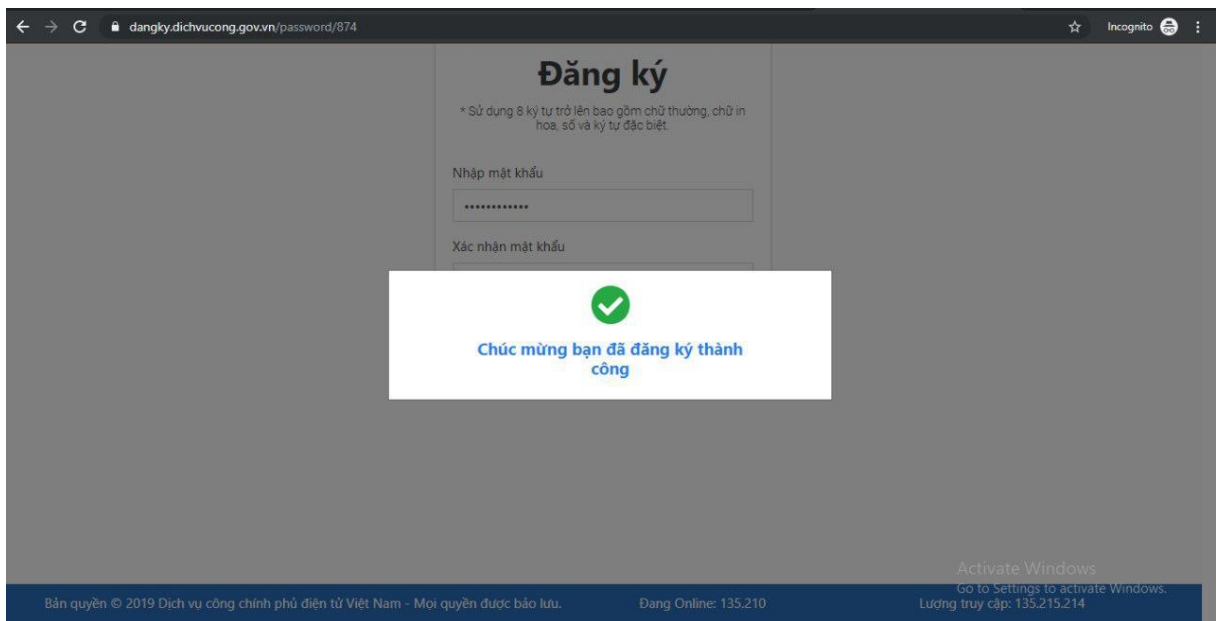 dangky.dichvucong.gov.vn/password/874
Incognito
Đăng ký
* Sử dụng 8 ký tự trở lên bao gồm chữ thường, chữ in
hoa, số và ký tự đặc biệt.
Nhập mật khẩu
••••••••••••
Xác nhận mật khẩu
Chúc mừng bạn đã đăng ký thành
công
Activate Windows
Go to Settings to activate Windows.
Bản quyền © 2019 Dịch vụ công chính phủ điện tử Việt Nam - Mọi quyền được bảo lưu.
Đang Online: 135.210
Lượng truy cập: 135.215.214